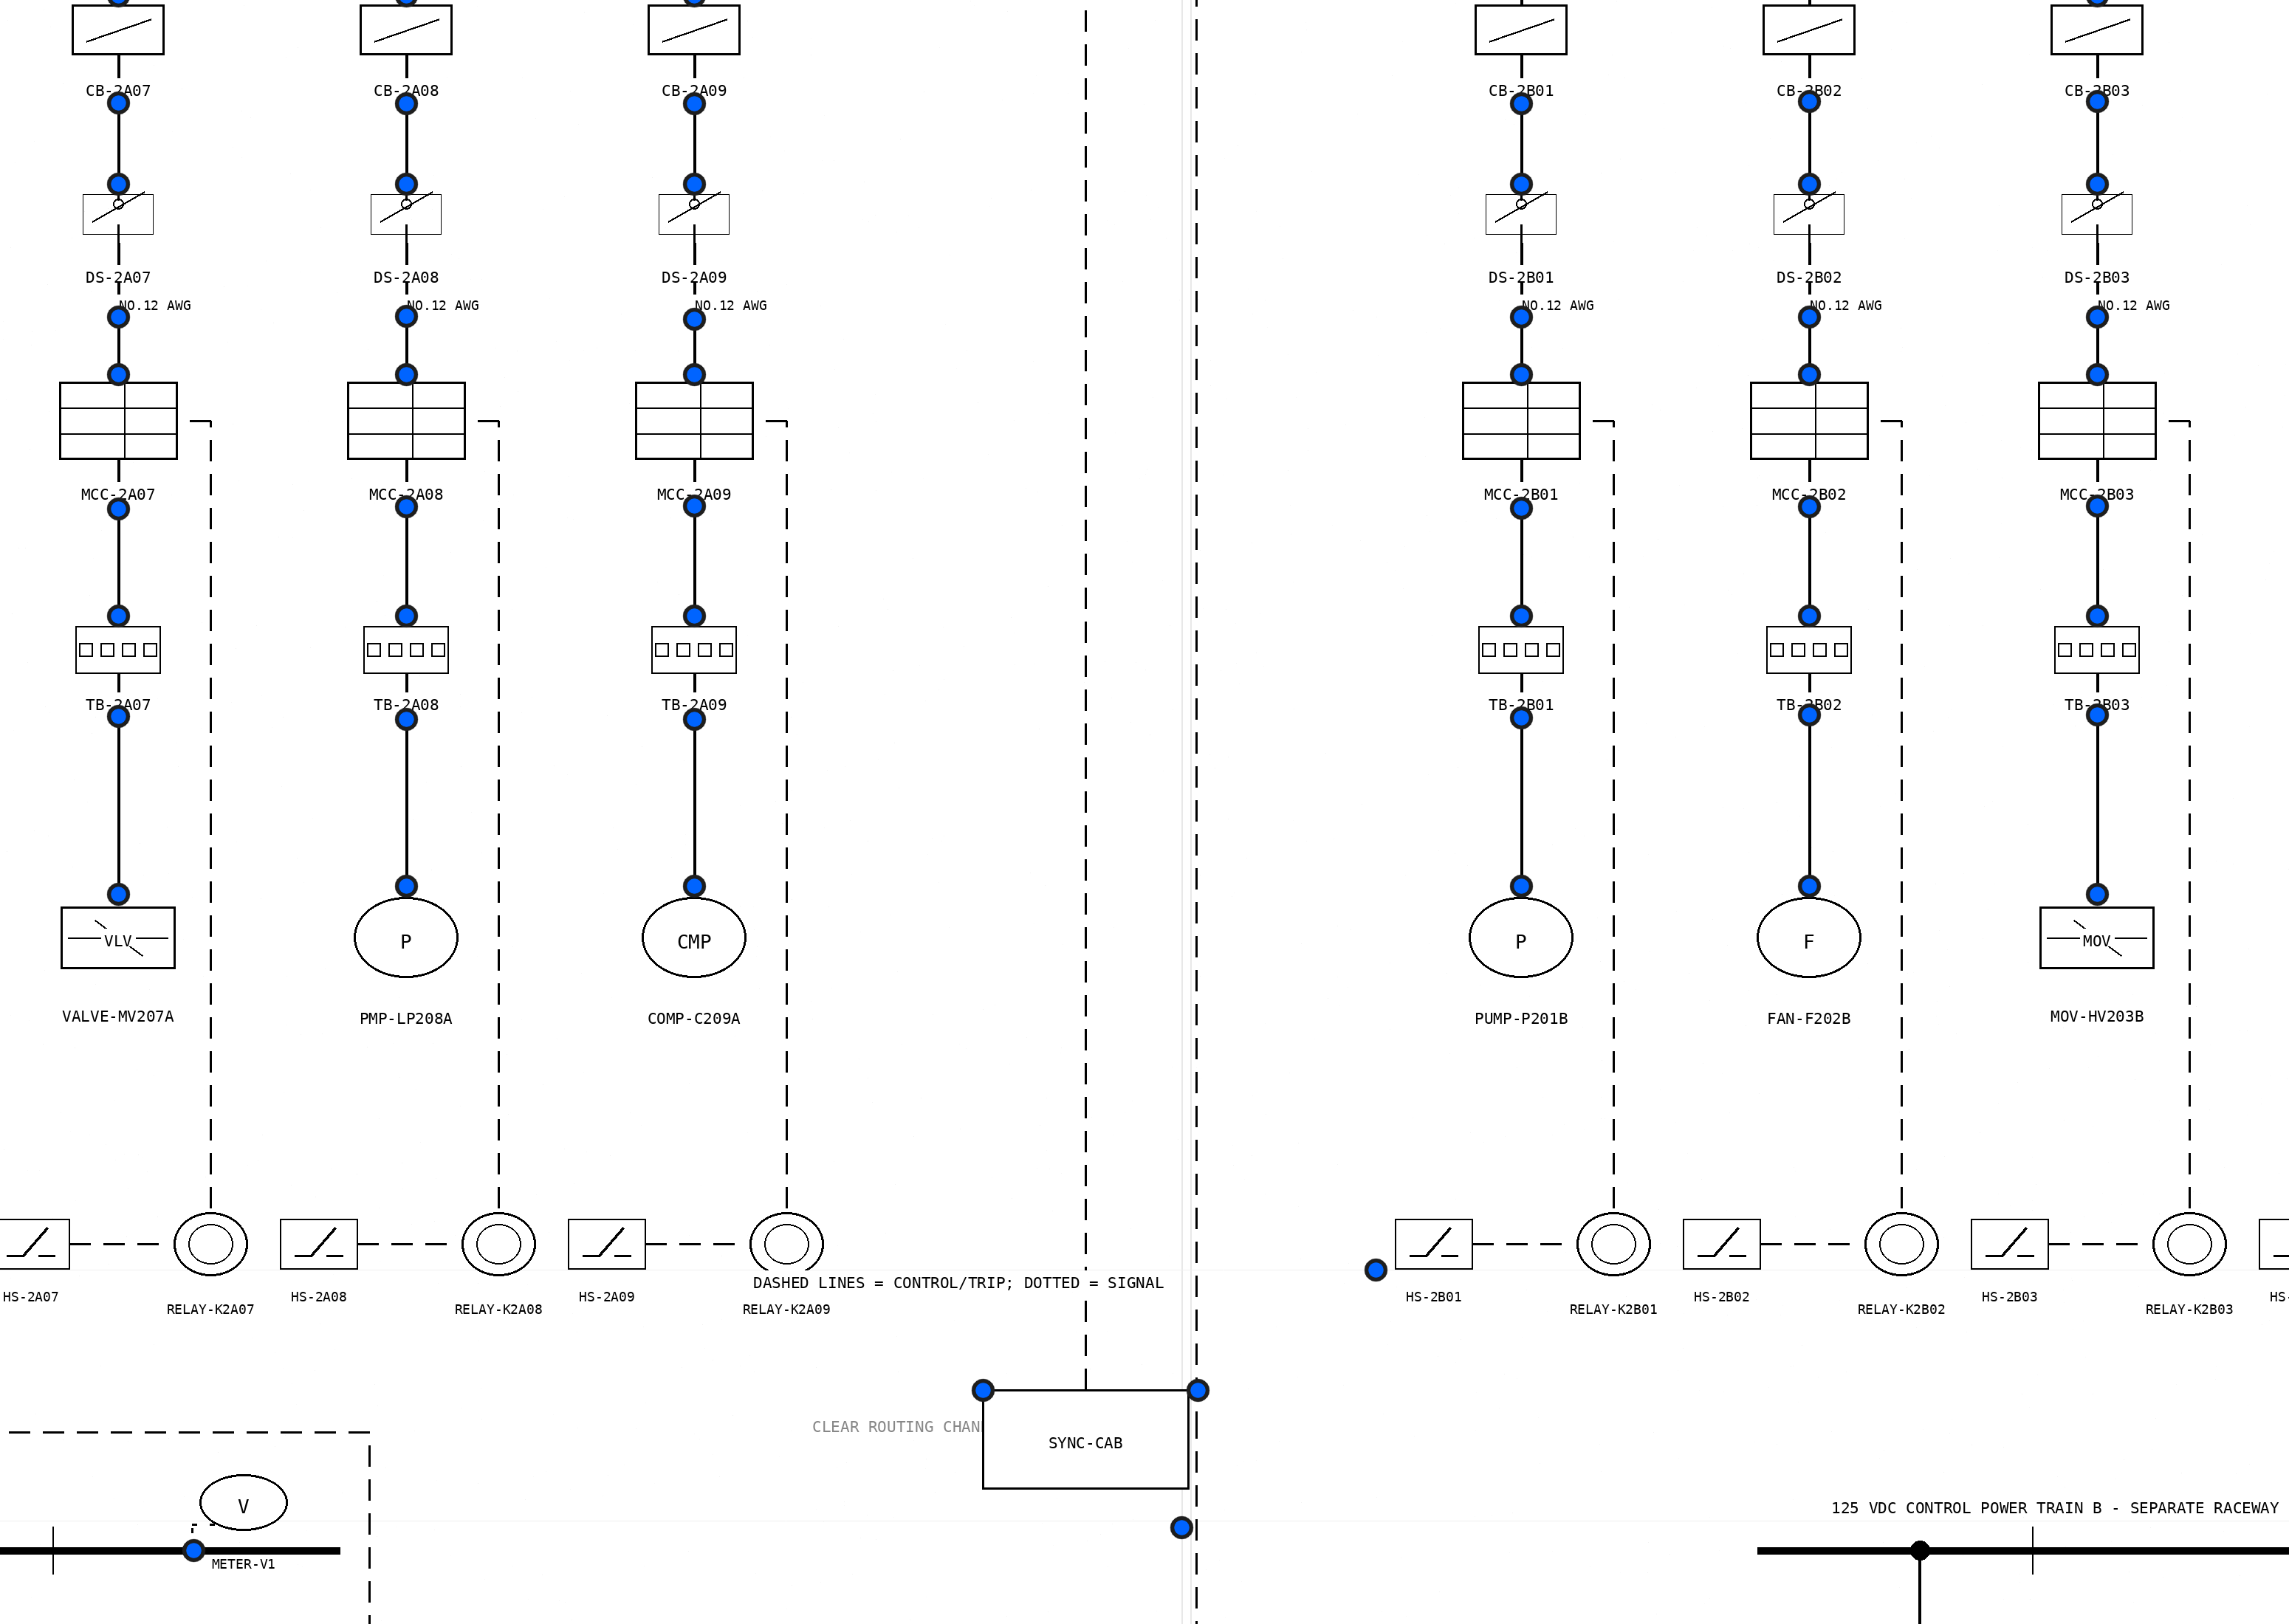 CB-2A07
CB-2A08
CB-2A09
CB-2B01
CB-2B02
CB-2B03
DS-2A07
DS-2A08
DS-2A09
DS-2B01
DS-2B02
DS-2B03
NO.12 AWG
NO.12 AWG
NO.12 AWG
NO.12 AWG
NO.12 AWG
NO.12 AWG
MCC-2A07
MCC-2A08
MCC-2A09
MCC-2B01
MCC-2B02
MCC-2B03
TB-2A07
TB-2A08
TB-2A09
TB-2B01
TB-2B02
TB-2B03
VLV
P
CMP
P
F
MOV
VALVE-MV207A
PMP-LP208A
COMP-C209A
PUMP-P201B
FAN-F202B
MOV-HV203B
DASHED LINES = CONTROL/TRIP; DOTTED = SIGNAL
HS-2A07
HS-2A08
HS-2A09
HS-2B01
HS-2B02
HS-2B03
HS-
RELAY-K2A07
RELAY-K2A08
RELAY-K2A09
RELAY-K2B01
RELAY-K2B02
RELAY-K2B03
CLEAR ROUTING CHAN
SYNC-CAB
V
125 VDC CONTROL POWER TRAIN B - SEPARATE RACEWAY
METER-V1